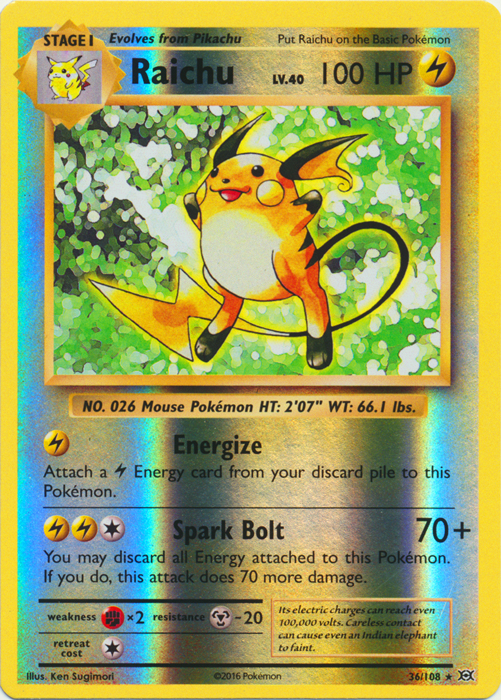 STAGE 1 Evolves from Pikachu Put Raichu on the Basic Pokémon
Raichu LV.40 100 HP
NO. 026 Mouse Pokémon HT: 2'07" WT: 66.1 lbs.
Energize
Attach a Energy card from your discard pile to this
Pokémon.
Spark Bolt 70+
You may discard all Energy attached to this Pokémon.
If you do, this attack does 70 more damage.
weakness ×2 resistance -20
retreat
cost
Its electric charges can reach even
100,000 volts. Careless contact
can cause even an Indian elephant
to faint.
Illus. Ken Sugimori ©2016 Pokémon 36/108 ★